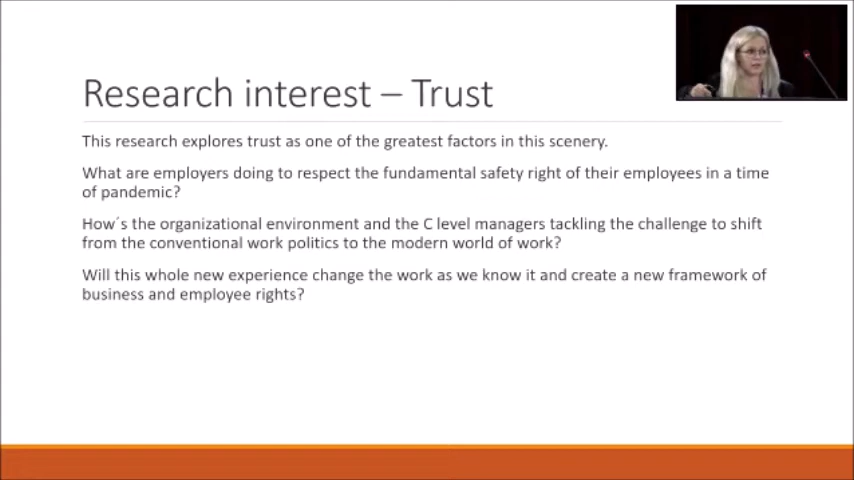 Research interest – Trust
This research explores trust as one of the greatest factors in this scenery.
What are employers doing to respect the fundamental safety right of their employees in a time
of pandemic?
How´s the organizational environment and the C level managers tackling the challenge to shift
from the conventional work politics to the modern world of work?
Will this whole new experience change the work as we know it and create a new framework of
business and employee rights?